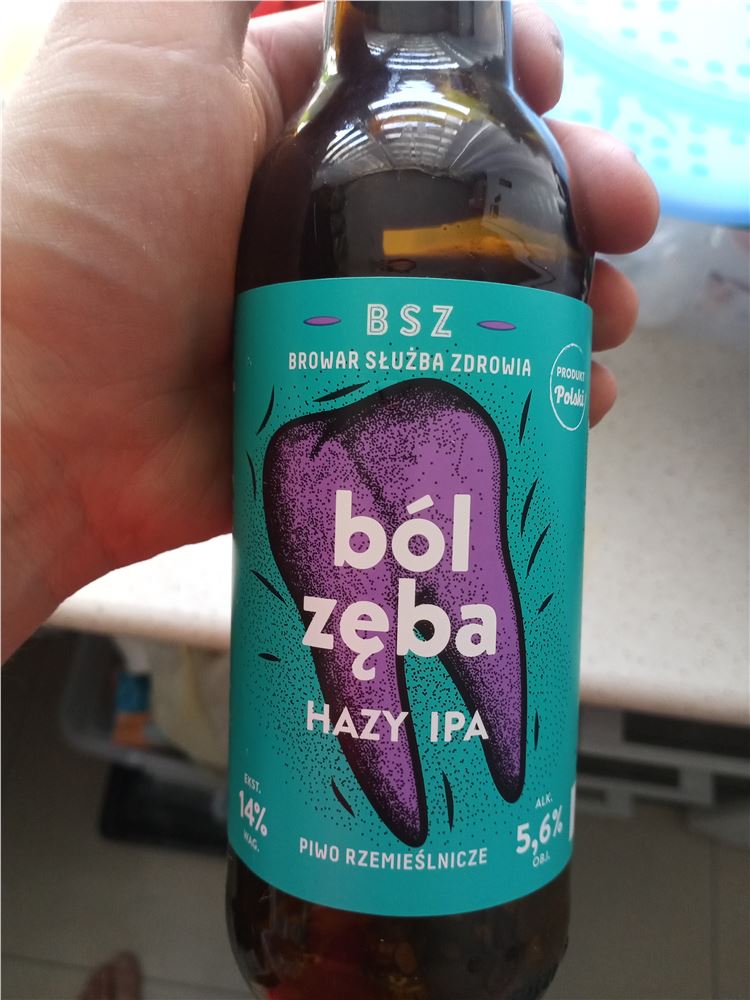 BSZ
BROWAR SŁUŻBA ZDROWIA
PRODUKT
Polski
ból
zęba
HAZY IPA
EKST.
14%
WAG.
ALK.
5,6%
OBJ.
PIWO RZEMIEŚLNICZE